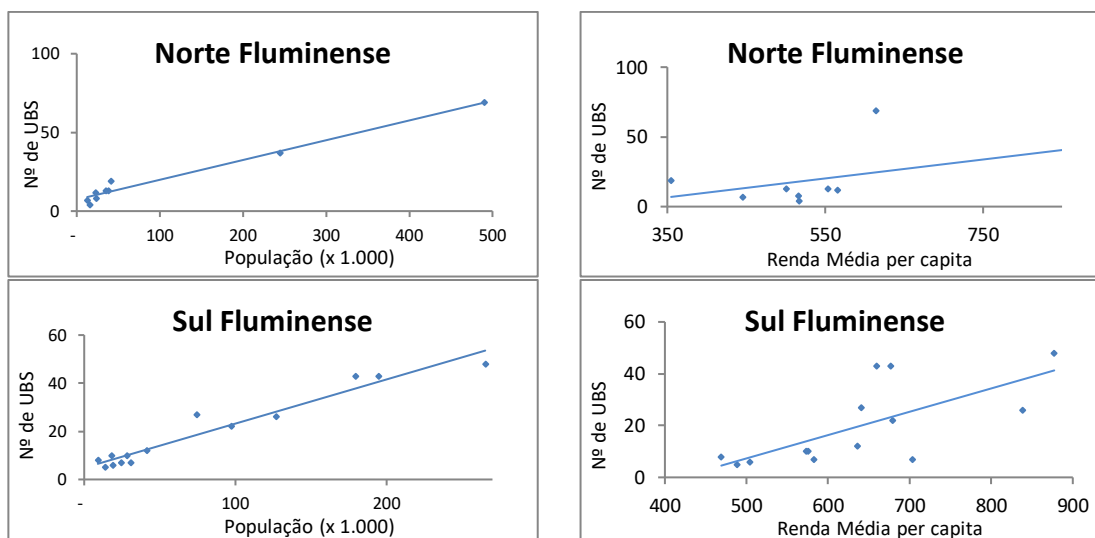 Norte Fluminense
Nº de UBS
100
50
0
- 100 200 300 400 500
População (x 1.000)
Norte Fluminense
Nº de UBS
100
50
0
350 550 750
Renda Média per capita
Sul Fluminense
Nº de UBS
60
40
20
0
- 100 200
População (x 1.000)
Sul Fluminense
Nº de UBS
60
40
20
0
400 500 600 700 800 900
Renda Média per capita